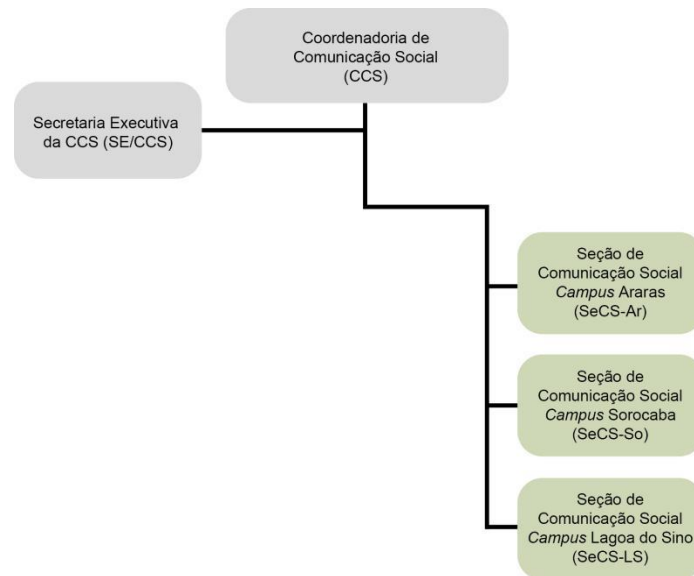 Coordenadoria de
Comunicação Social
(CCS)
Secretaria Executiva
da CCS (SE/CCS)
Seção de
Comunicação Social
Campus Araras
(SeCS-Ar)
Seção de
Comunicação Social
Campus Sorocaba
(SeCS-So)
Seção de
Comunicação Social
Campus Lagoa do Sino
(SeCS-LS)